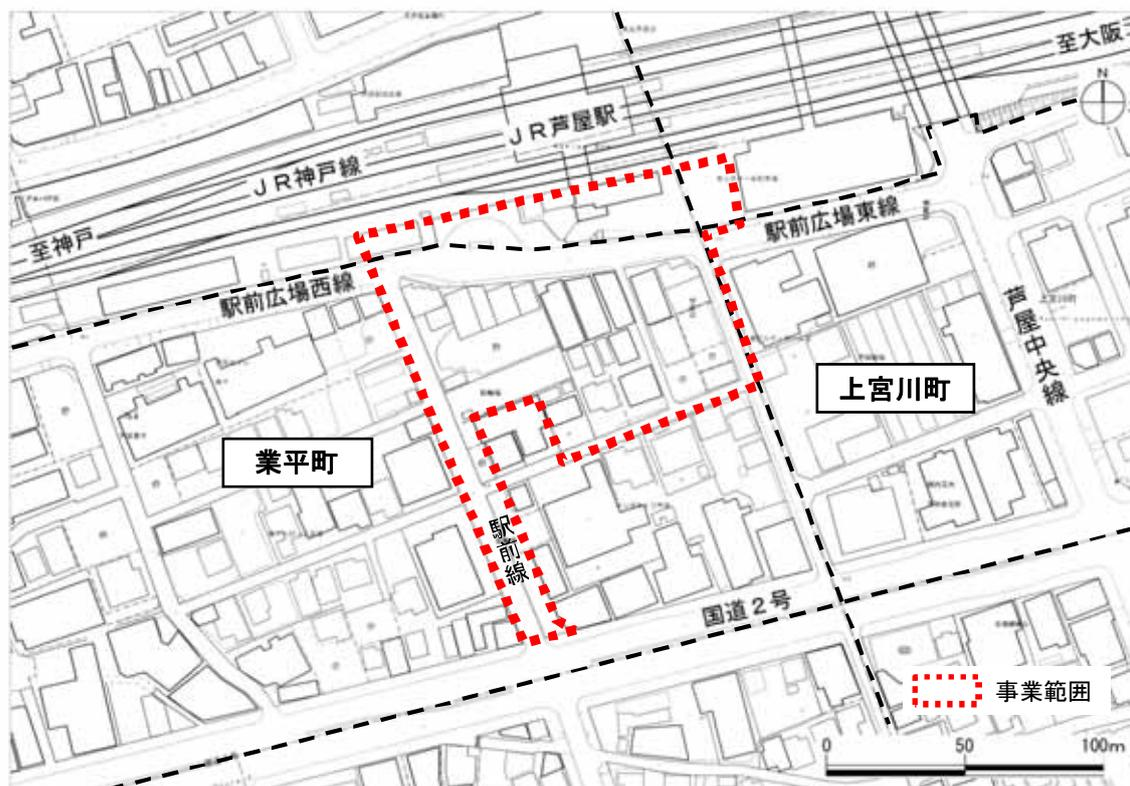 至大阪
N
JR芦屋駅
JR神戸線
至神戸
駅前広場東線
駅前広場西線
芦屋中央線
上宮川町
業平町
駅前線
国道2号
事業範囲
0 50 100m